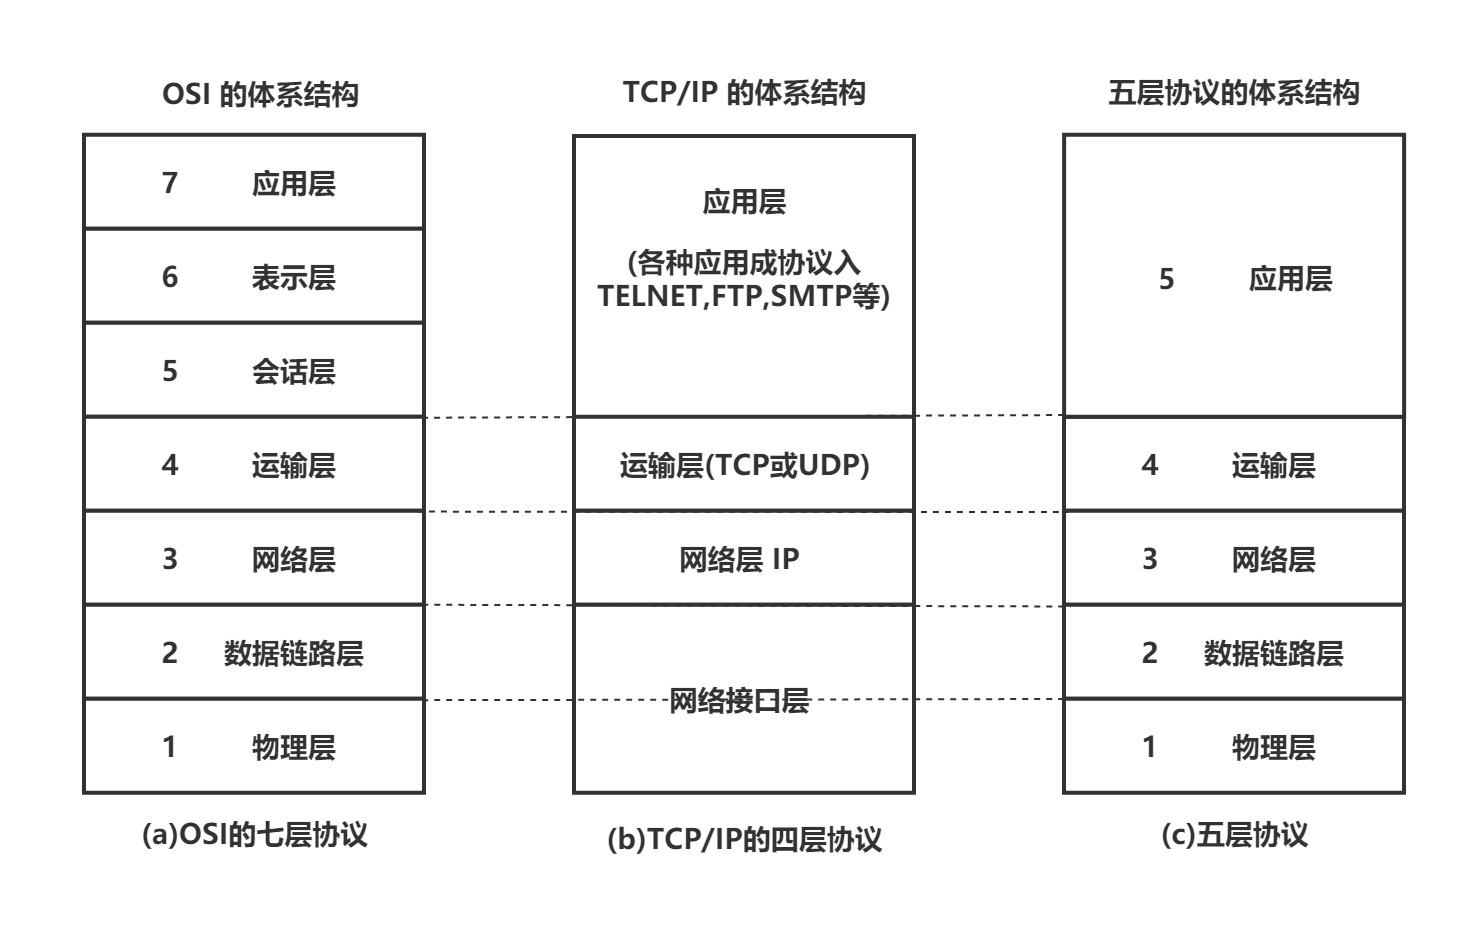 OSI 的体系结构
7 应用层
6 表示层
5 会话层
4 运输层
3 网络层
2 数据链路层
1 物理层
(a)OSI的七层协议
TCP/IP 的体系结构
应用层
(各种应用成协议入
TELNET,FTP,SMTP等)
运输层(TCP或UDP)
网络层 IP
网络接口层
(b)TCP/IP的四层协议
五层协议的体系结构
5 应用层
4 运输层
3 网络层
2 数据链路层
1 物理层
(c)五层协议